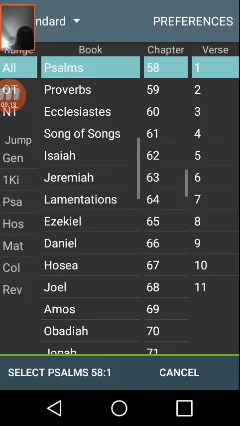 ndard PREFERENCES
Range Book Chapter Verse
All Psalms 58 1
OT Proverbs 59 2
NT Ecclesiastes 60 3
Song of Songs 61 4
Jump Isaiah 62 5
Gen Jeremiah 63 6
1Ki Lamentations 64 7
Psa Ezekiel 65 8
Hos Daniel 66 9
Mat Hosea 67 10
Col Joel 68 11
Rev Amos 69
Obadiah 70
Jonah 71
SELECT PSALMS 58:1 CANCEL